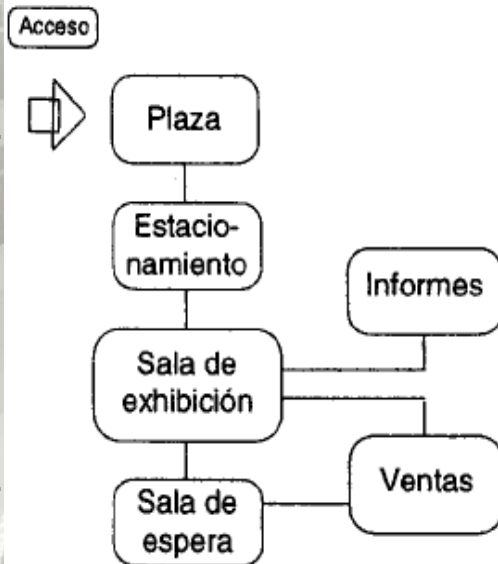 Acceso
Plaza
Estacio-
namiento
Informes
Sala de
exhibición
Ventas
Sala de
espera